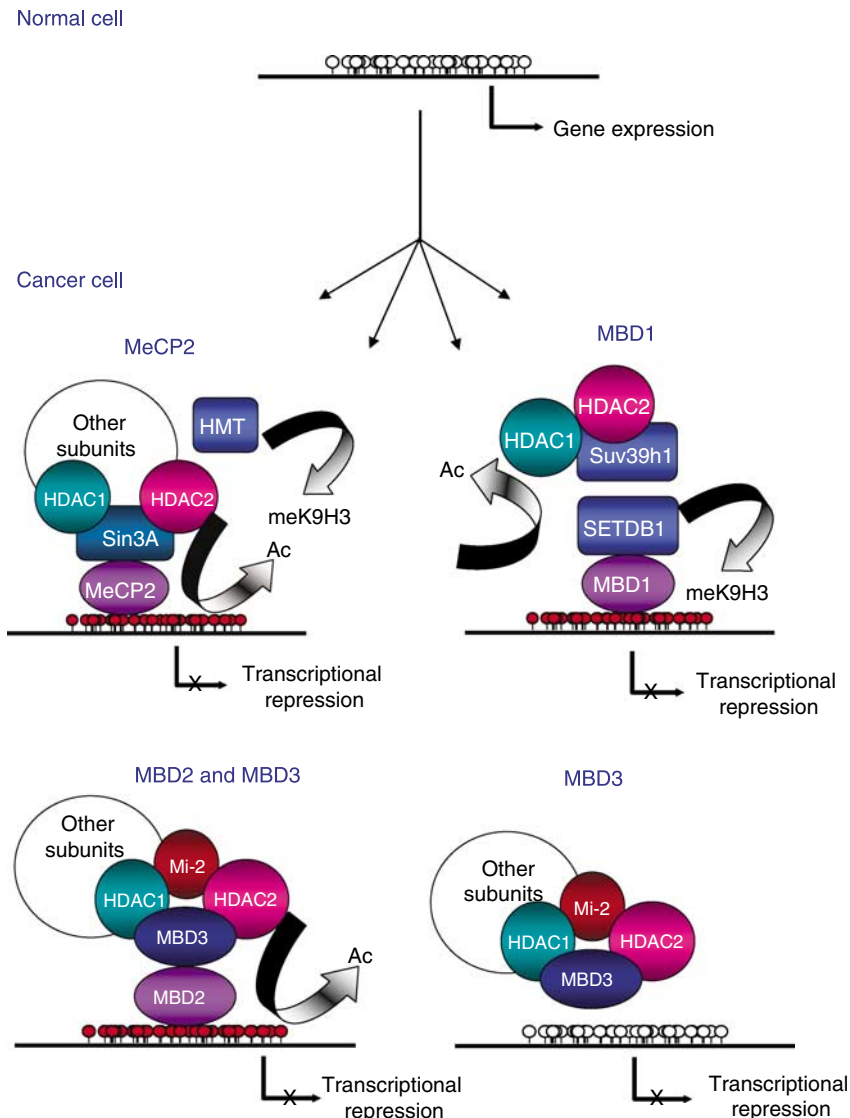 Normal cell
Gene expression
Cancer cell
MeCP2
Other
subunits
HMT
HDAC1
HDAC2
Sin3A
MeCP2
meK9H3
Ac
X
Transcriptional
repression
MBD1
HDAC2
HDAC1
Suv39h1
Ac
SETDB1
MBD1
meK9H3
X
Transcriptional
repression
MBD2 and MBD3
Other
subunits
Mi-2
HDAC1
HDAC2
MBD3
Ac
MBD2
X
Transcriptional
repression
MBD3
Other
subunits
Mi-2
HDAC1
HDAC2
MBD3
X
Transcriptional
repression